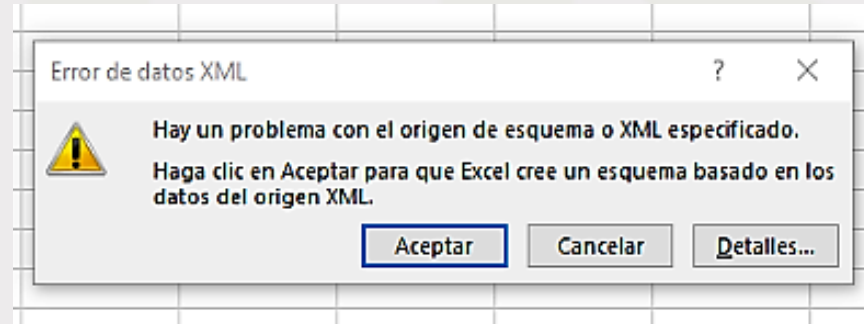 Error de datos XML ?
Hay un problema con el origen de esquema o XML especificado.
Haga clic en Aceptar para que Excel cree un esquema basado en los
datos del origen XML.
Aceptar Cancelar Detalles...